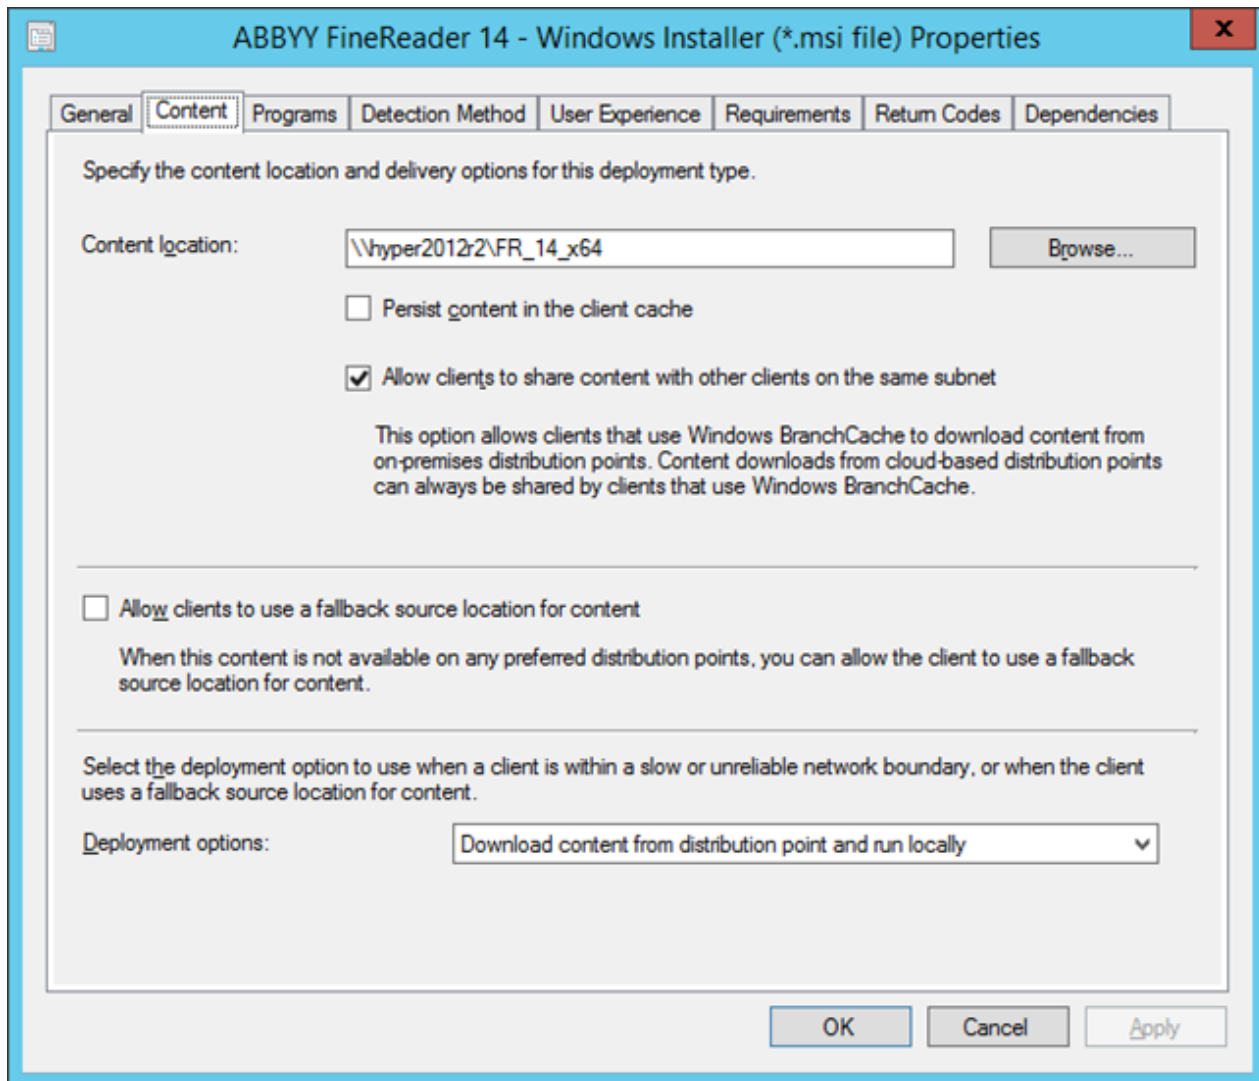 ABBYY FineReader 14 - Windows Installer (*.msi file) Properties
x
General Content Programs Detection Method User Experience Requirements Return Codes Dependencies
Specify the content location and delivery options for this deployment type.
Content location: \\hyper2012r2\FR_14_x64 Browse...
Persist content in the client cache
Allow clients to share content with other clients on the same subnet
This option allows clients that use Windows BranchCache to download content from
on-premises distribution points. Content downloads from cloud-based distribution points
can always be shared by clients that use Windows BranchCache.
Allow clients to use a fallback source location for content
When this content is not available on any preferred distribution points, you can allow the client to use a fallback
source location for content.
Select the deployment option to use when a client is within a slow or unreliable network boundary, or when the client
uses a fallback source location for content.
Deployment options: Download content from distribution point and run locally
OK Cancel Apply